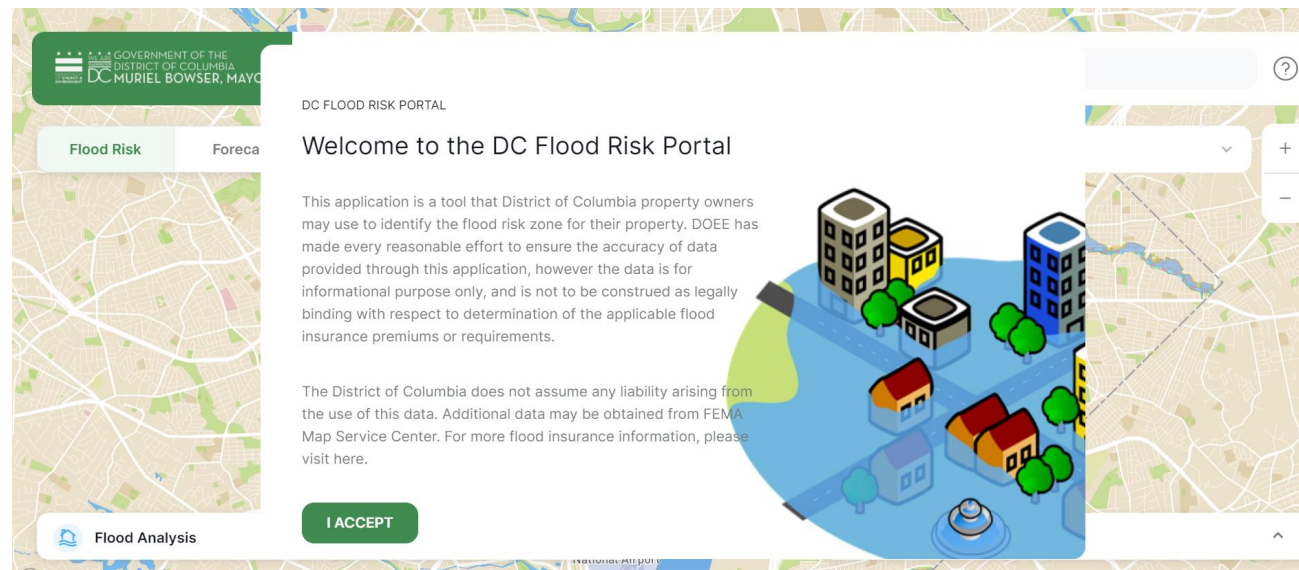 GOVERNMENT OF THE
DISTRICT OF COLUMBIA
DC MURIEL BOWSER, MAYO
Flood Risk
Foreca
DC FLOOD RISK PORTAL
Welcome to the DC Flood Risk Portal
This application is a tool that District of Columbia property owners
may use to identify the flood risk zone for their property. DOEE has
made every reasonable effort to ensure the accuracy of data
provided through this application, however the data is for
informational purpose only, and is not to be construed as legally
binding with respect to determination of the applicable flood
insurance premiums or requirements.
The District of Columbia does not assume any liability arising from
the use of this data. Additional data may be obtained from FEMA
Map Service Center. For more flood insurance information, please
visit here.
I ACCEPT
Flood Analysis
National Airport